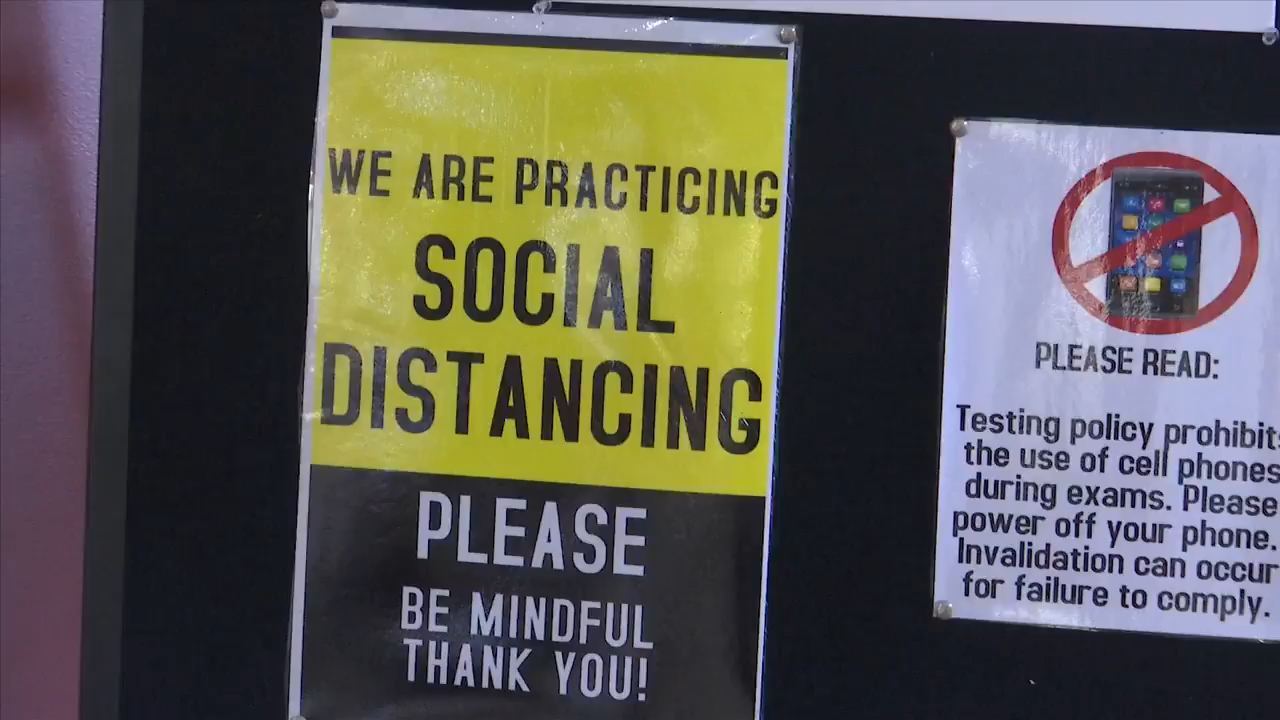 WE ARE PRACTICING
SOCIAL
DISTANCING
PLEASE
BE MINDFUL
THANK YOU!
PLEASE READ:
Testing policy prohibits
the use of cell phones
during exams. Please
power off your phone.
Invalidation can occur
for failure to comply.